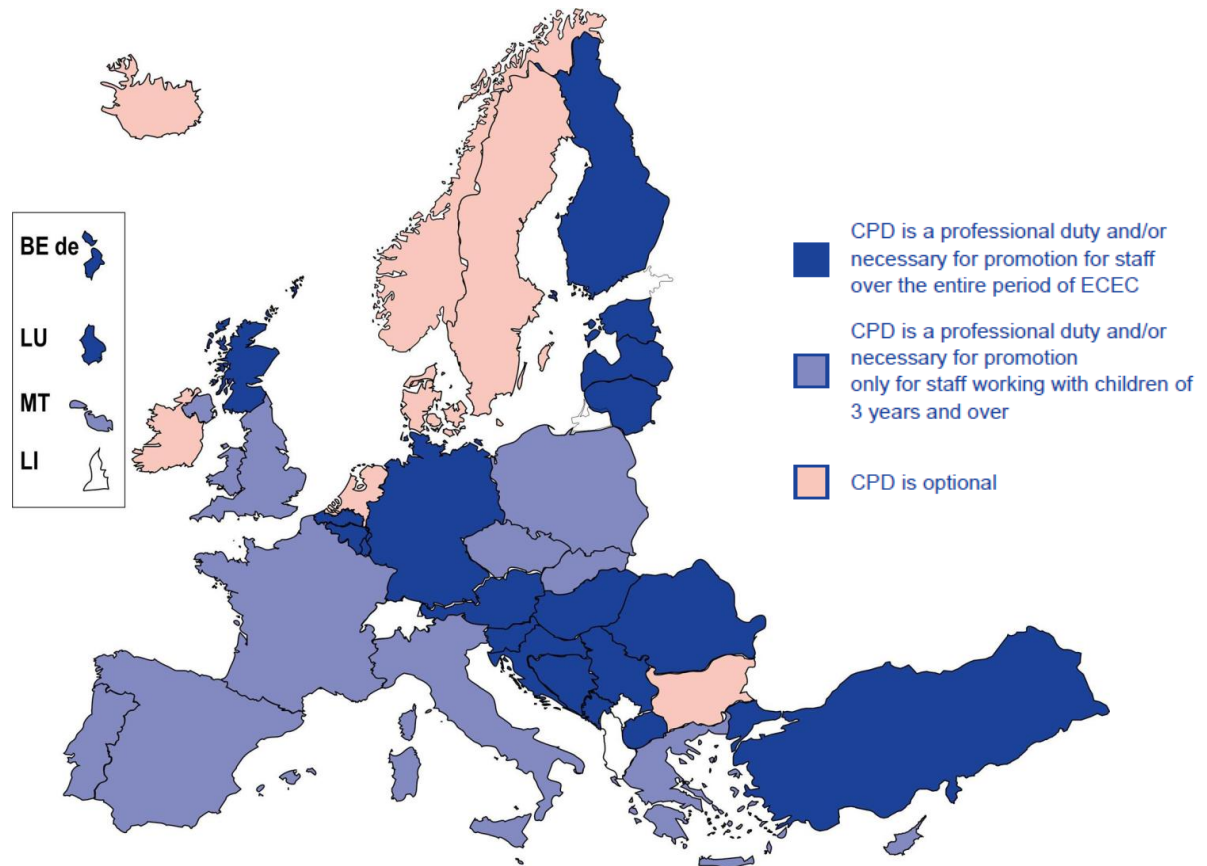 BE de
LU
MT
LI
CPD is a professional duty and/or
necessary for promotion for staff
over the entire period of ECEC
CPD is a professional duty and/or
necessary for promotion
only for staff working with children of
3 years and over
CPD is optional